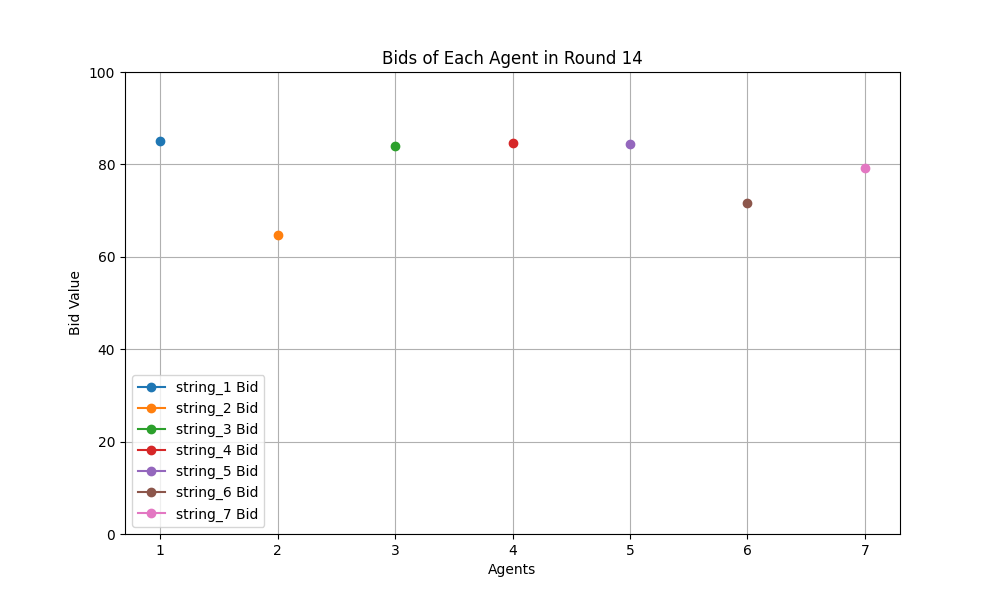 Bids of Each Agent in Round 14
100
80
60
40
20
0
Bid Value
string_1 Bid
string_2 Bid
string_3 Bid
string_4 Bid
string_5 Bid
string_6 Bid
string_7 Bid
1 2 3 4 5 6 7
Agents